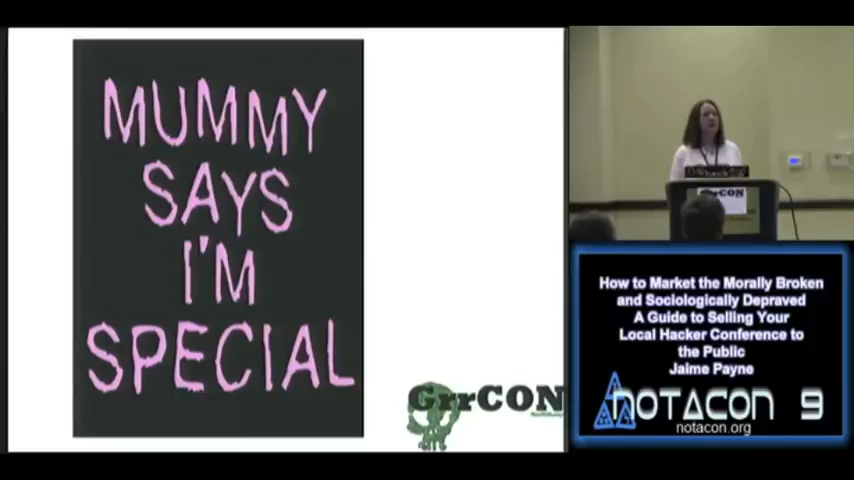 MUMMY
SAYS
I'M
SPECIAL
GrrCON
GrrCON
How to Market the Morally Broken
and Sociologically Depraved
A Guide to Selling Your
Local Hacker Conference to
the Public
Jaime Payne
NOTACON 9
notacon.org